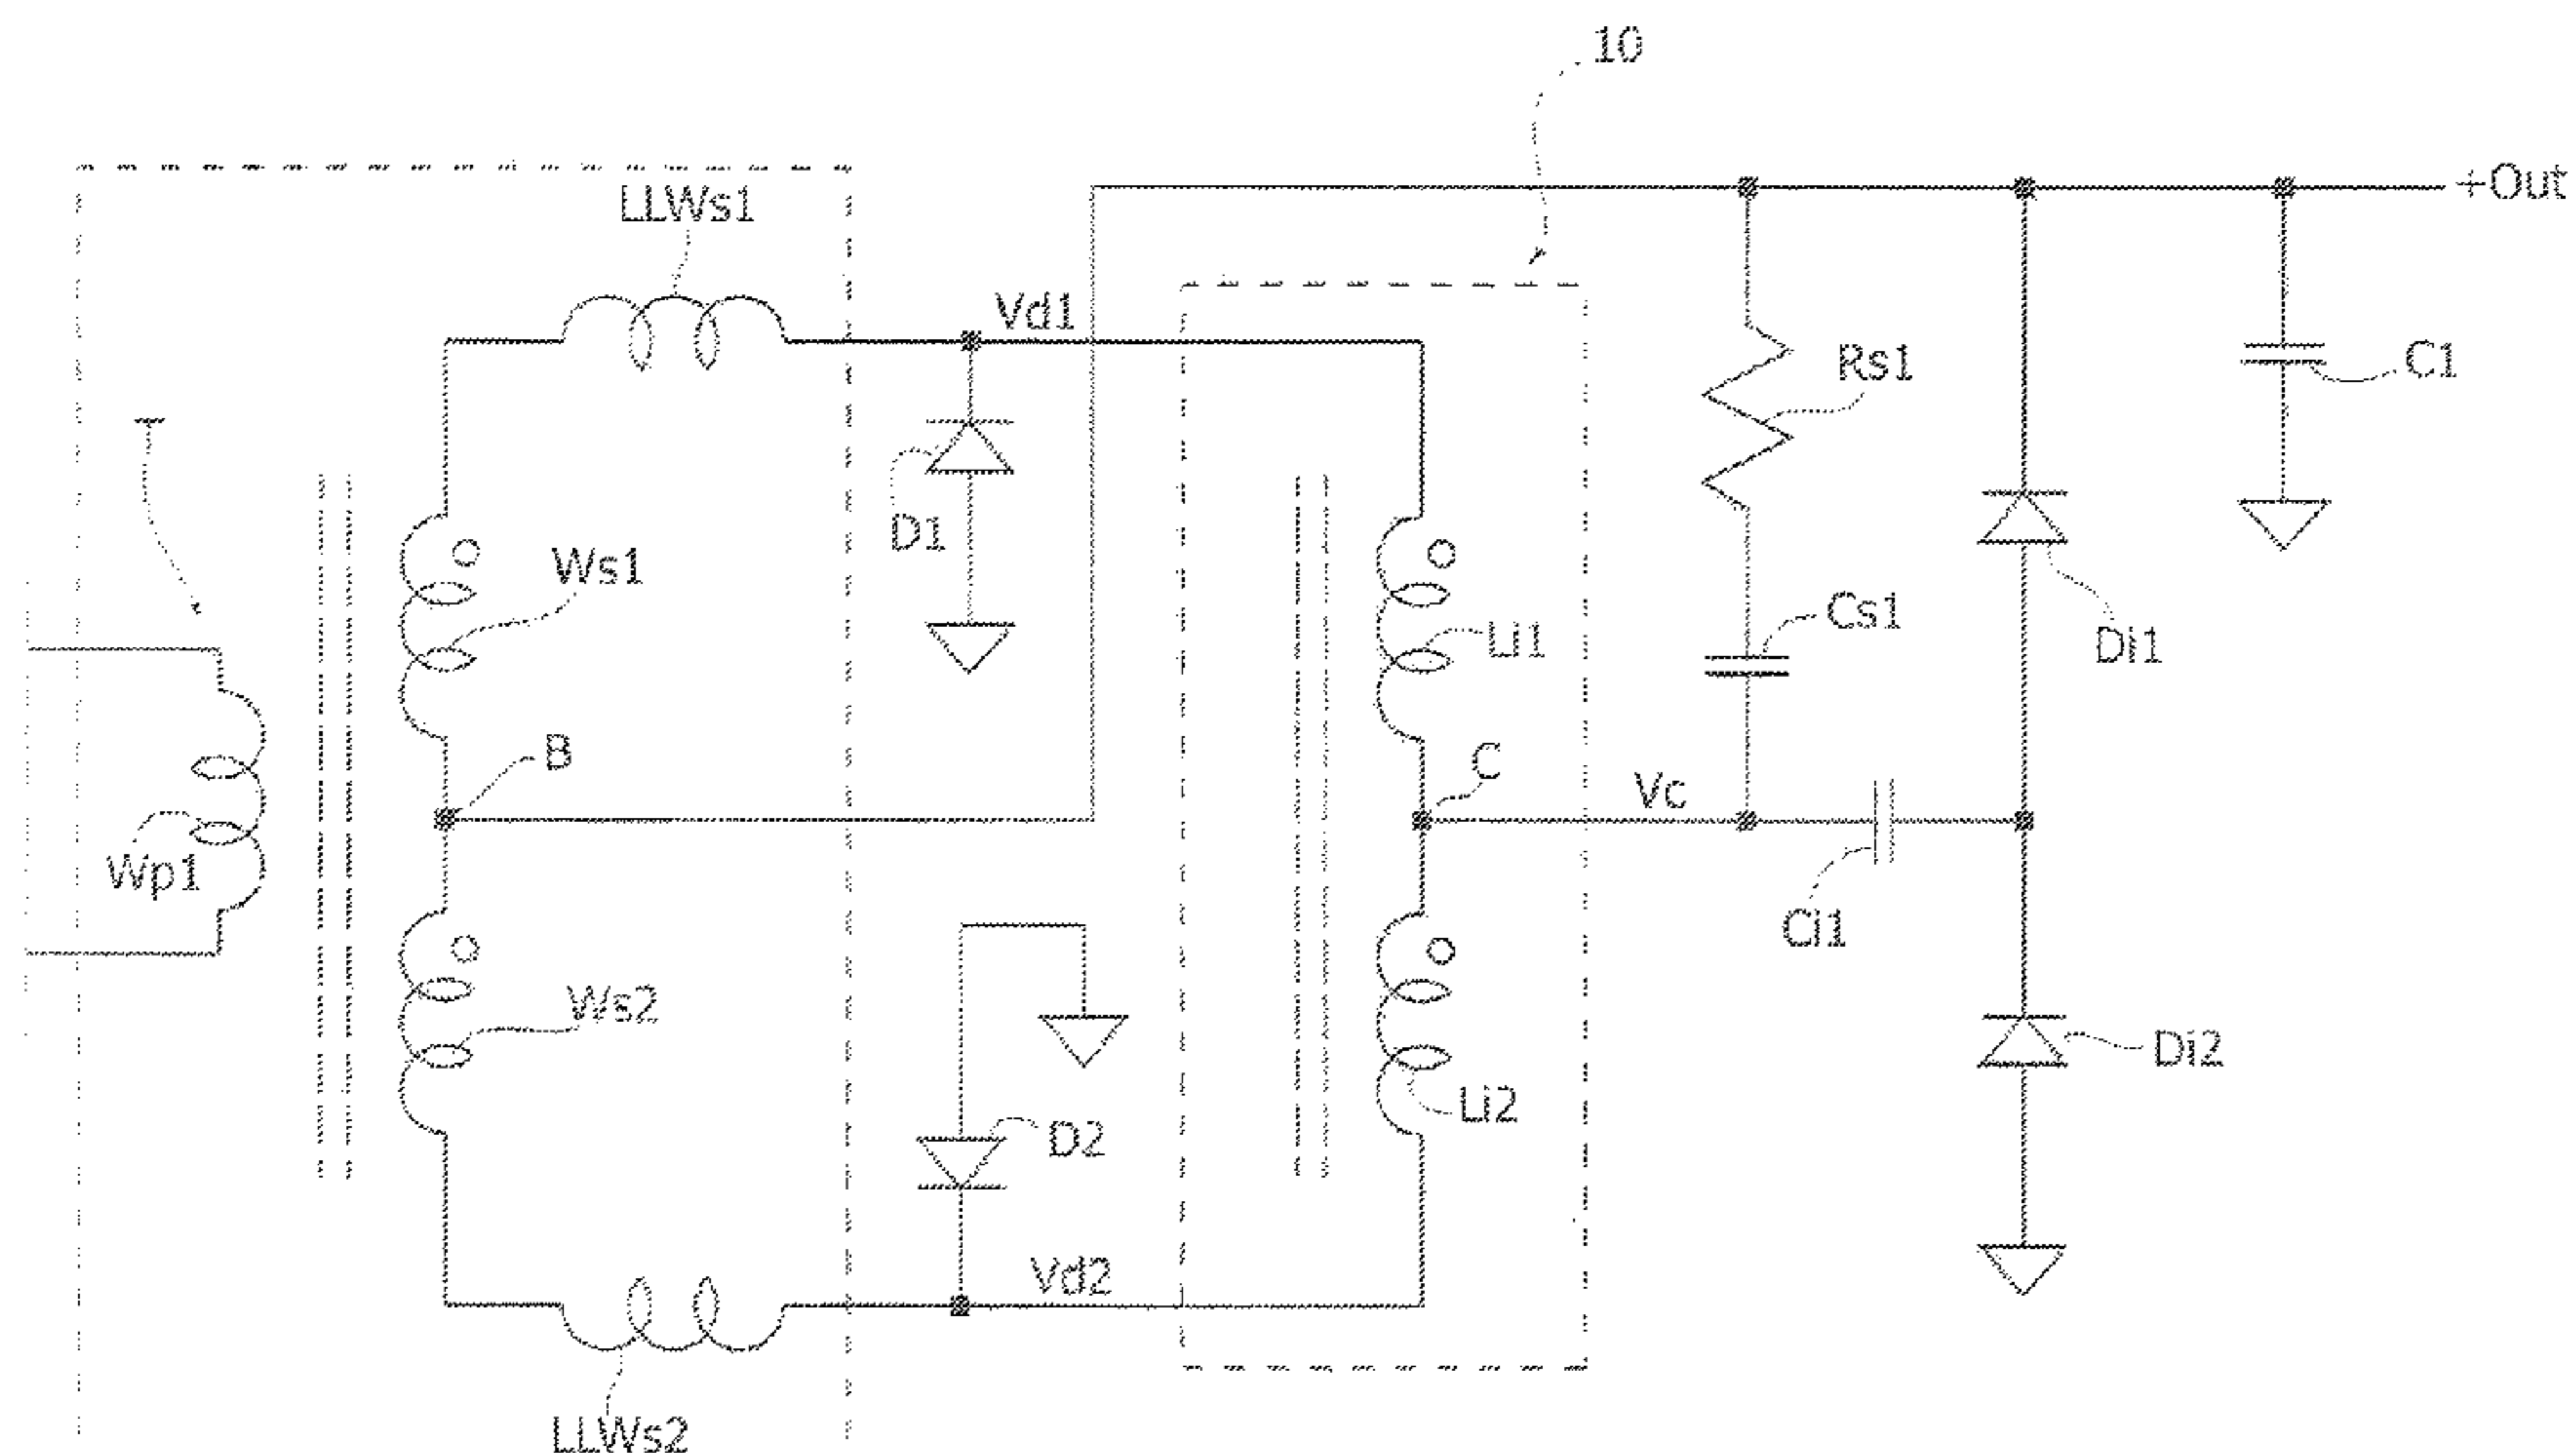 10
+Out
LLWs1
Vd1
T
Rs1
C1
D1
Ws1
Cs1
Li1
Di1
B
C
Vc
Wp1
Ci1
Ws2
D2
Li2
Di2
Vd2
LLWs2